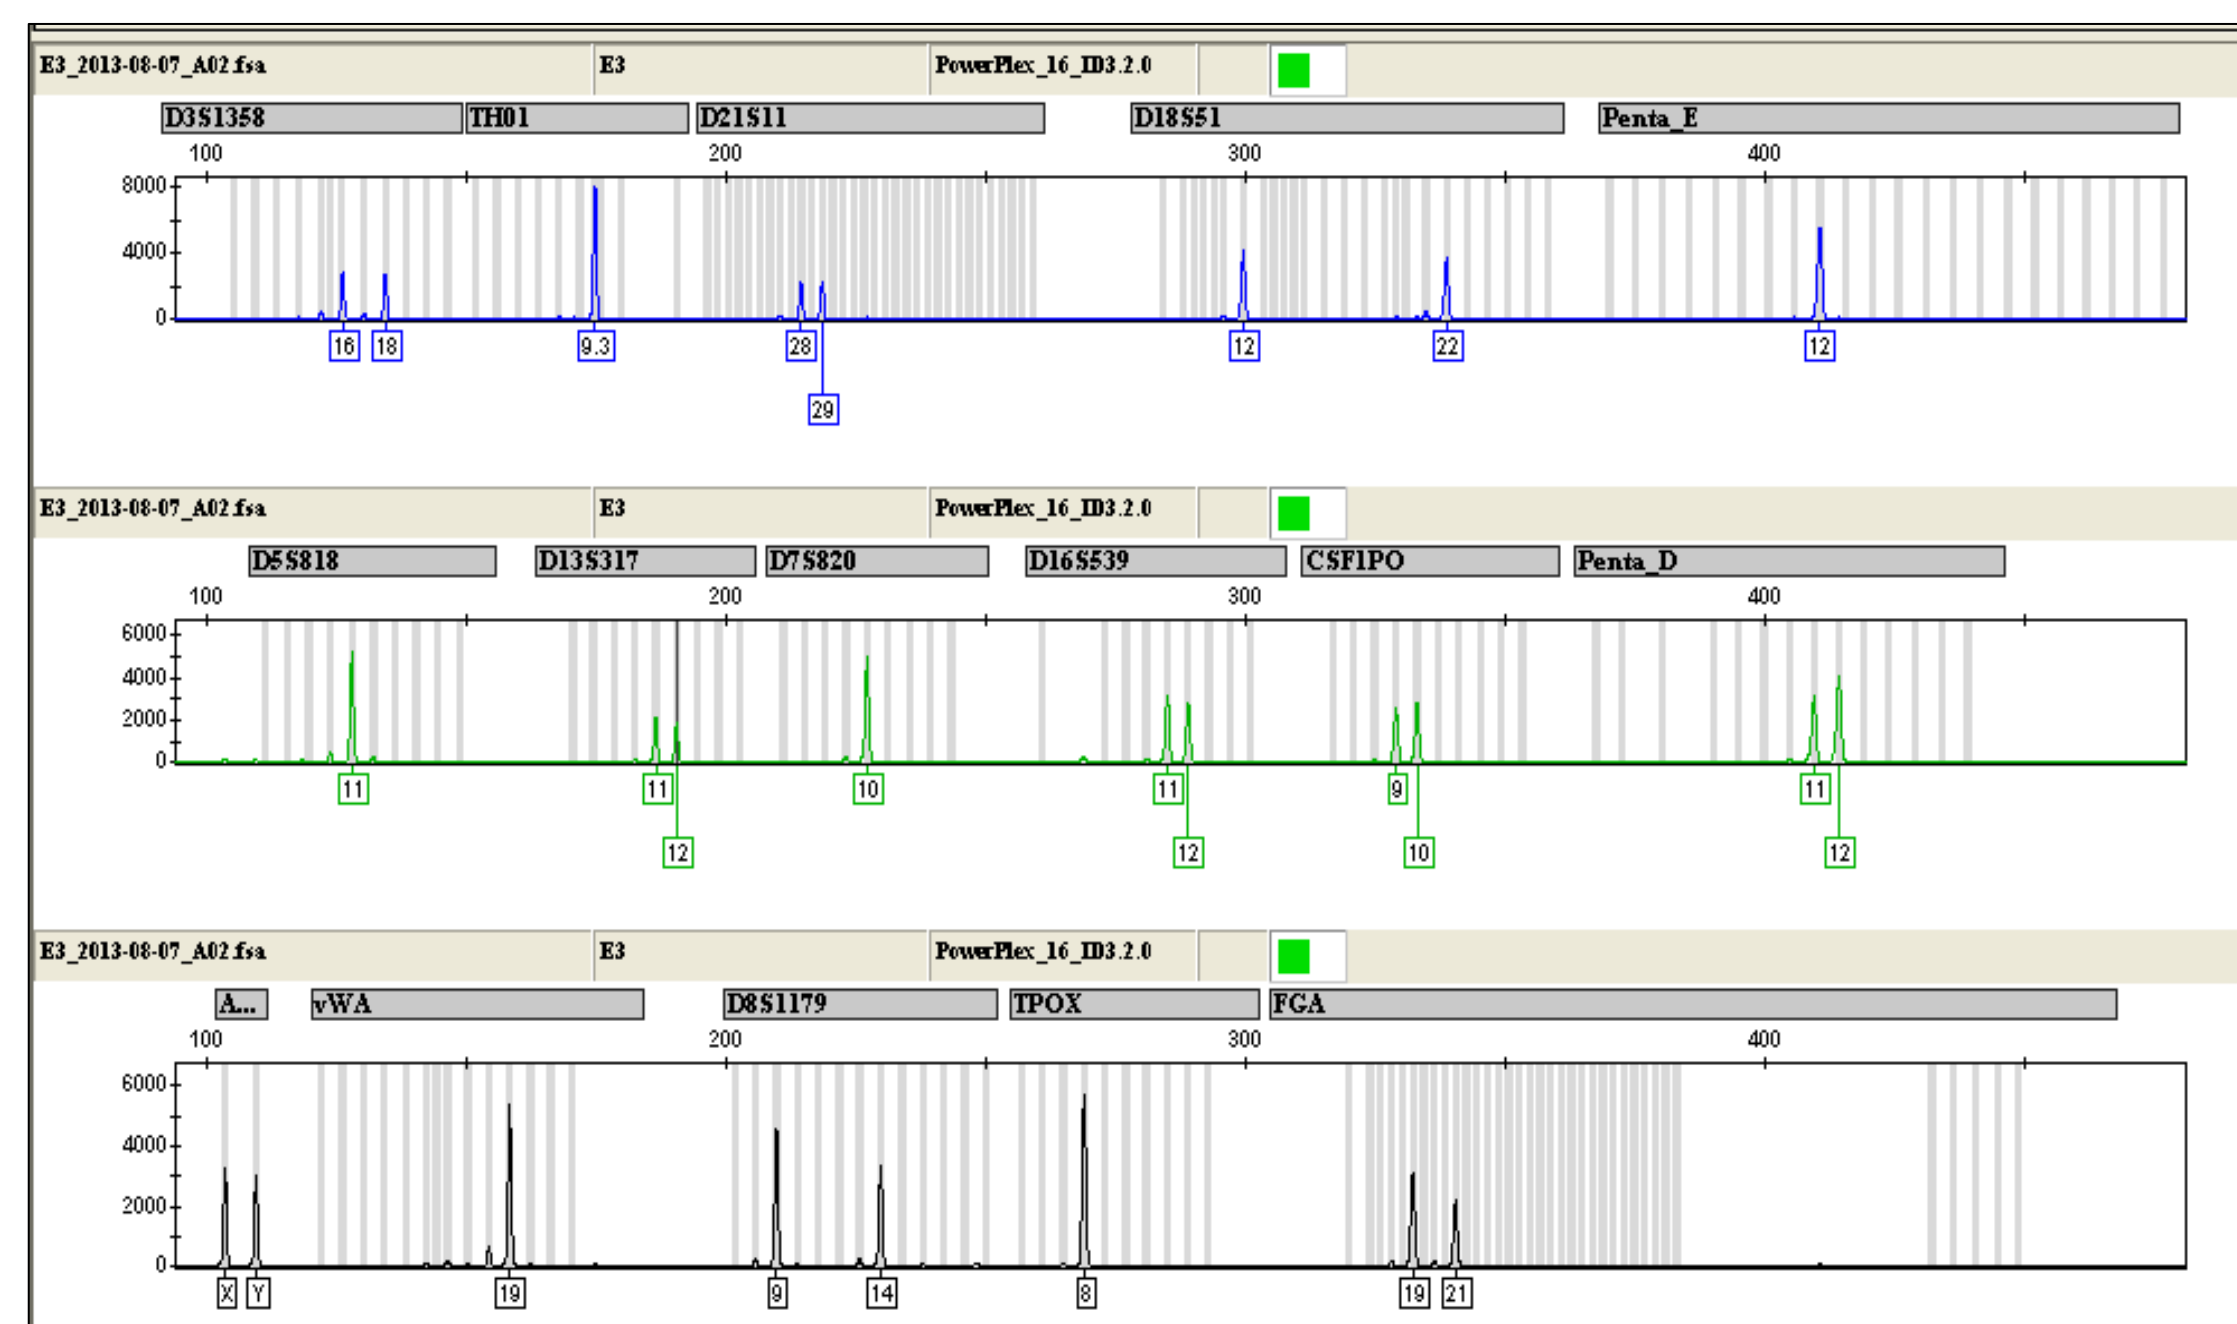 E3_2013-08-07_A02.fsa E3 PowerPlex_16_ID3.2.0
D3S1358 TH01 D21S11 D18S51 Penta_E
100 200 300 400
8000
4000
0
16 18 9.3 28 12 22 12
29
E3_2013-08-07_A02.fsa E3 PowerPlex_16_ID3.2.0
D5S818 D13S317 D7S820 D16S539 CSF1PO Penta_D
100 200 300 400
6000
4000
2000
0
11 11 10 11 9 11
12 12 10 12
E3_2013-08-07_A02.fsa E3 PowerPlex_16_ID3.2.0
A... vWA D8S1179 TPOX FGA
100 200 300 400
6000
4000
2000
0
X Y 19 9 14 8 19 21